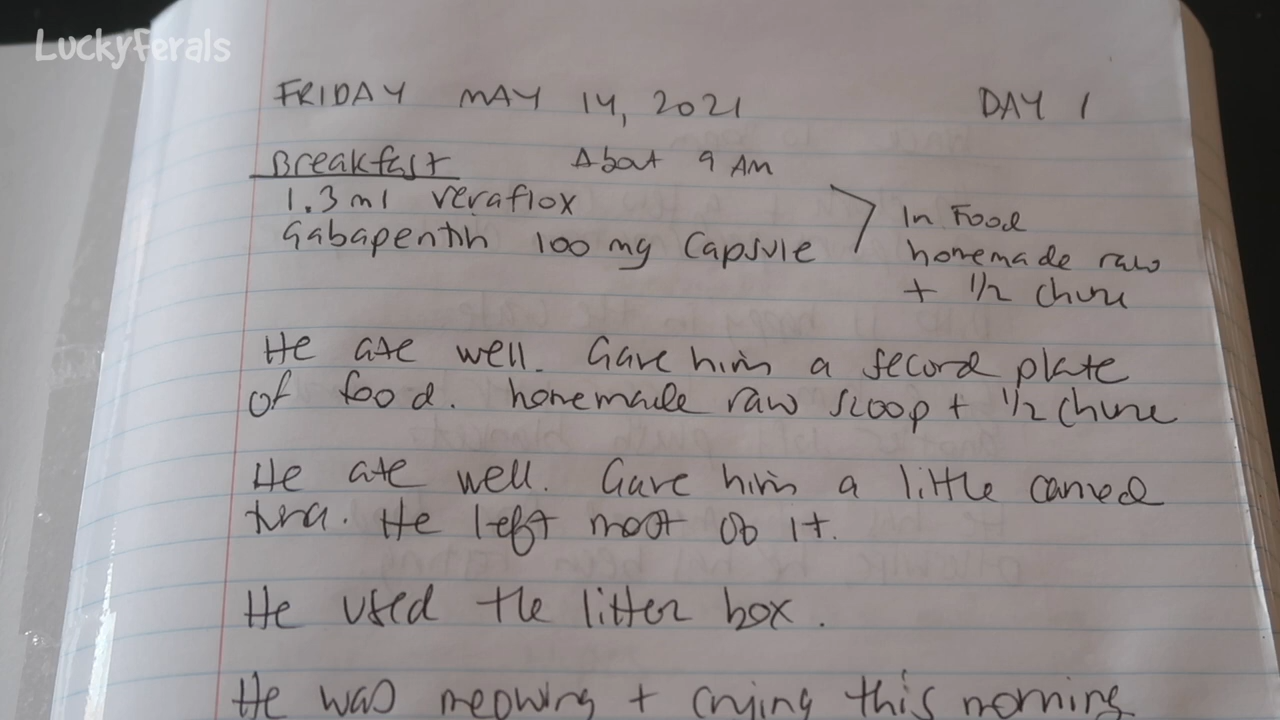 LuckyFerals
FRIDAY MAY 14, 2021 DAY 1
Breakfast About 9 AM
1.3 ml veraflox
Gabapentin 100 mg capsule
In Food
homemade raw
+ 1/2 churu
He ate well. Gave him a second plate
of food. homemade raw scoop + 1/2 churu
He ate well. Gave him a little canned
tuna. He left most of it.
He used the litter box.
He was meowing + crying this morning